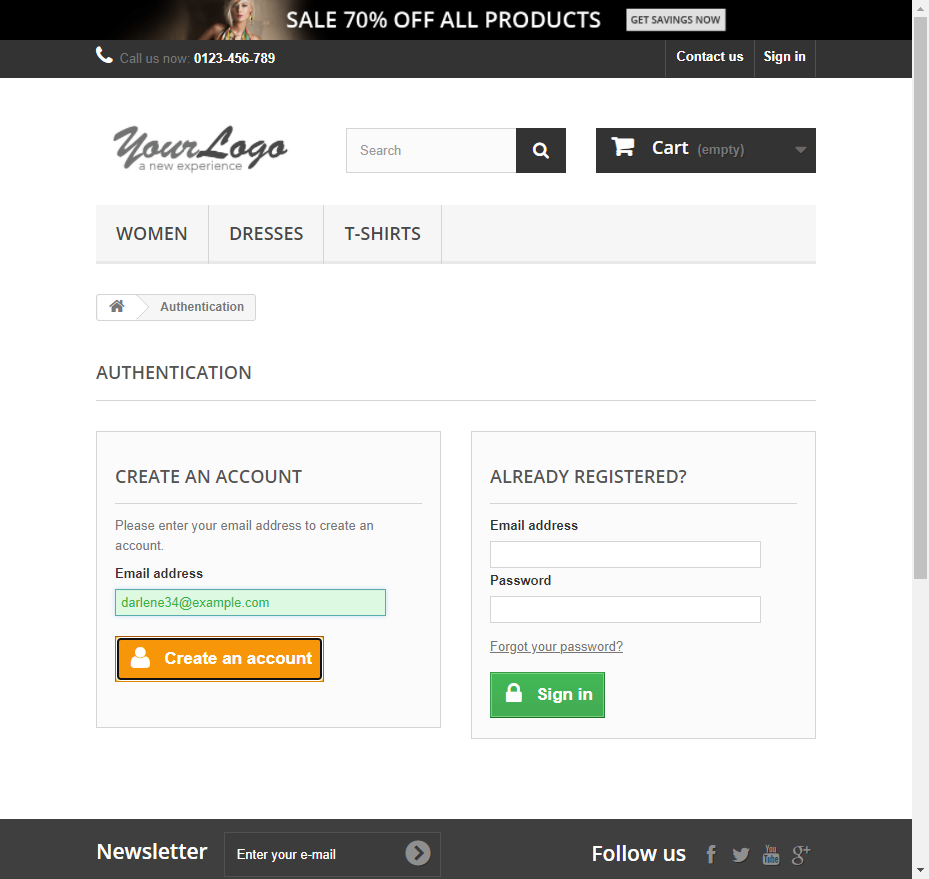 SALE 70% OFF ALL PRODUCTS GET SAVINGS NOW
Call us now: 0123-456-789
Contact us
Sign in
YourLogo
a new experience
Search
Cart (empty)
WOMEN
DRESSES
T-SHIRTS
Authentication
AUTHENTICATION
CREATE AN ACCOUNT
Please enter your email address to create an
account.
Email address
darlene34@example.com
Create an account
ALREADY REGISTERED?
Email address
Password
Forgot your password?
Sign in
Newsletter
Enter your e-mail
Follow us
You
Tube
g+